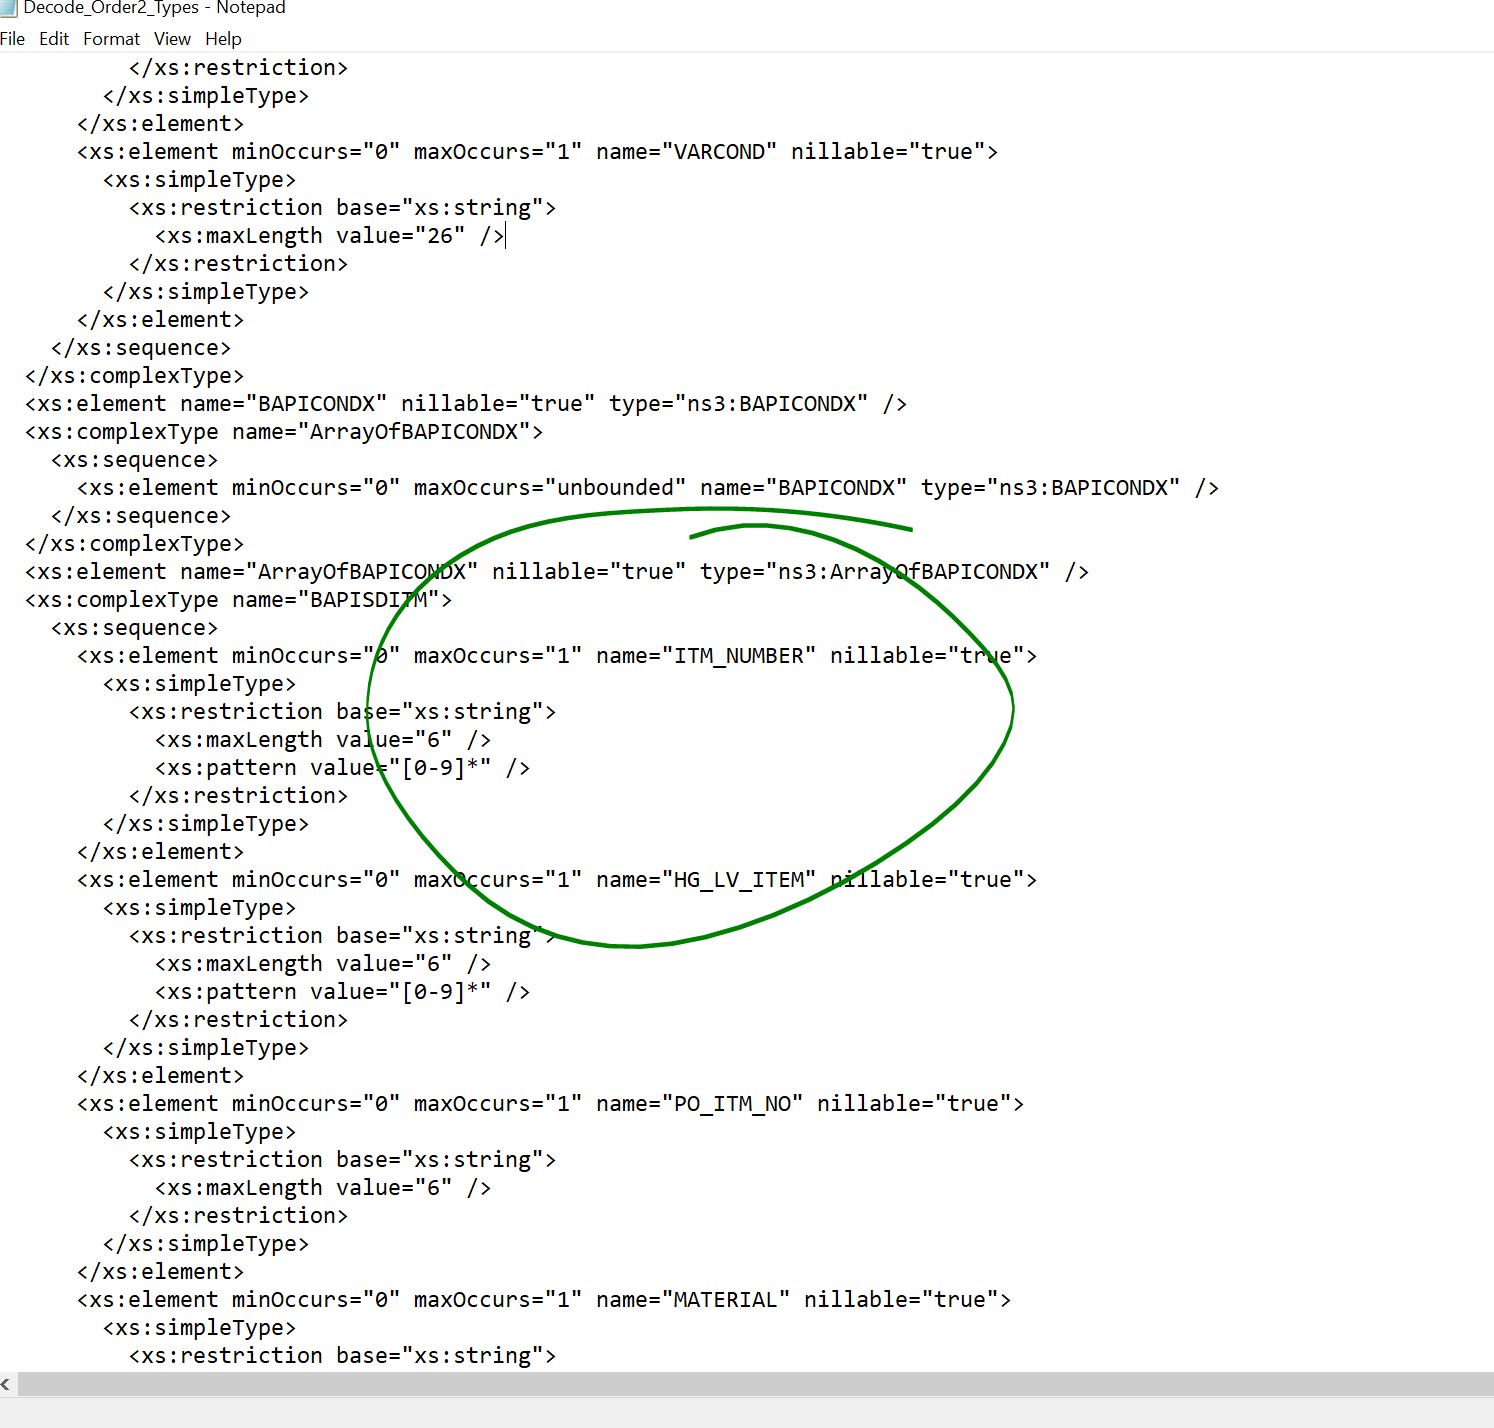 Decode_Order2_Types - Notepad
File Edit Format View Help
</xs:restriction>
</xs:simpleType>
</xs:element>
<xs:element minOccurs="0" maxOccurs="1" name="VARCOND" nillable="true">
<xs:simpleType>
<xs:restriction base="xs:string">
<xs:maxLength value="26" />
</xs:restriction>
</xs:simpleType>
</xs:element>
</xs:sequence>
</xs:complexType>
<xs:element name="BAPICONDX" nillable="true" type="ns3:BAPICONDX" />
<xs:complexType name="ArrayOfBAPICONDX">
<xs:sequence>
<xs:element minOccurs="0" maxOccurs="unbounded" name="BAPICONDX" type="ns3:BAPICONDX" />
</xs:sequence>
</xs:complexType>
<xs:element name="ArrayOfBAPICONDX" nillable="true" type="ns3:ArrayOfBAPICONDX" />
<xs:complexType name="BAPISDITM">
<xs:sequence>
<xs:element minOccurs="0" maxOccurs="1" name="ITM_NUMBER" nillable="true">
<xs:simpleType>
<xs:restriction base="xs:string">
<xs:maxLength value="6" />
<xs:pattern value="[0-9]*" />
</xs:restriction>
</xs:simpleType>
</xs:element>
<xs:element minOccurs="0" maxOccurs="1" name="HG_LV_ITEM" nillable="true">
<xs:simpleType>
<xs:restriction base="xs:string">
<xs:maxLength value="6" />
<xs:pattern value="[0-9]*" />
</xs:restriction>
</xs:simpleType>
</xs:element>
<xs:element minOccurs="0" maxOccurs="1" name="PO_ITM_NO" nillable="true">
<xs:simpleType>
<xs:restriction base="xs:string">
<xs:maxLength value="6" />
</xs:restriction>
</xs:simpleType>
</xs:element>
<xs:element minOccurs="0" maxOccurs="1" name="MATERIAL" nillable="true">
<xs:simpleType>
<xs:restriction base="xs:string">